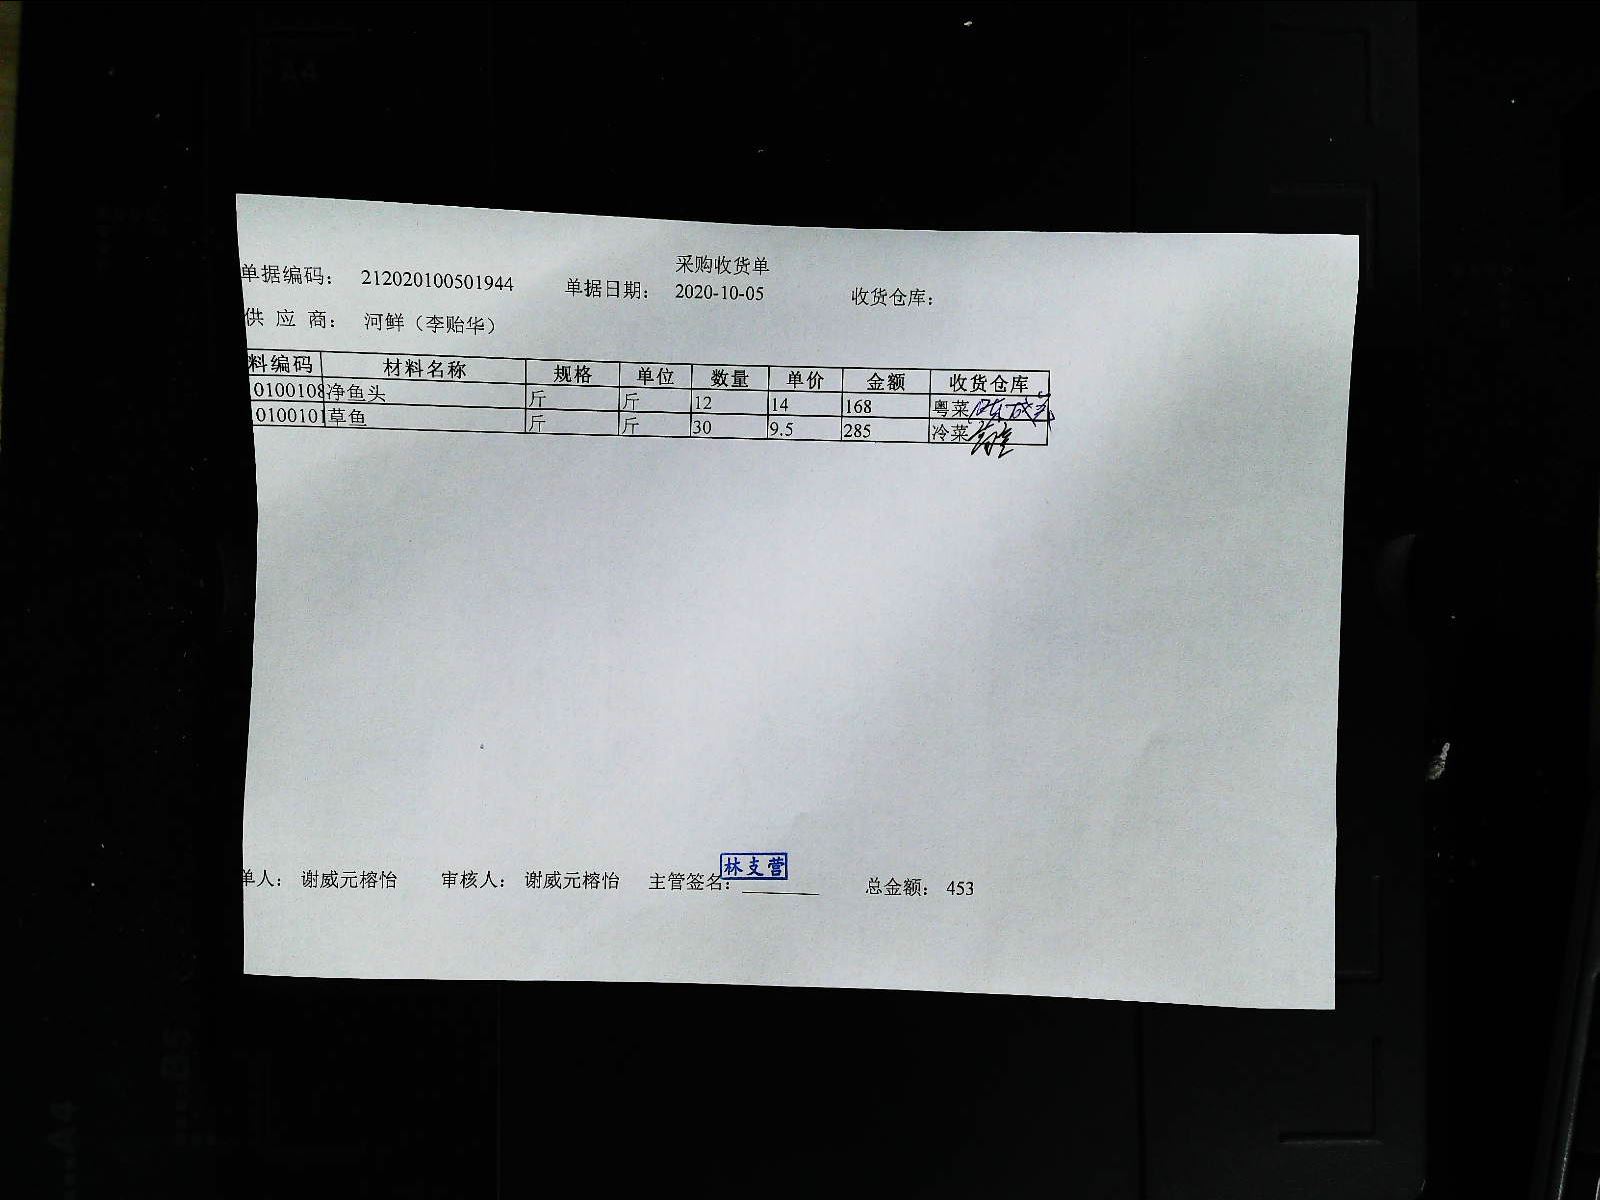 采购收货单
单据编码： 212020100501944 单据日期： 2020-10-05 收货仓库：
供 应 商： 河鲜（李贻华）
料编码 材料名称 规格 单位 数量 单价 金额 收货仓库
0100108 净鱼头 斤 斤 12 14 168 粤菜
0100101 草鱼 斤 斤 30 9.5 285 冷菜
单人： 谢威元榕怡 审核人： 谢威元榕怡 主管签名： 林支营 总金额： 453